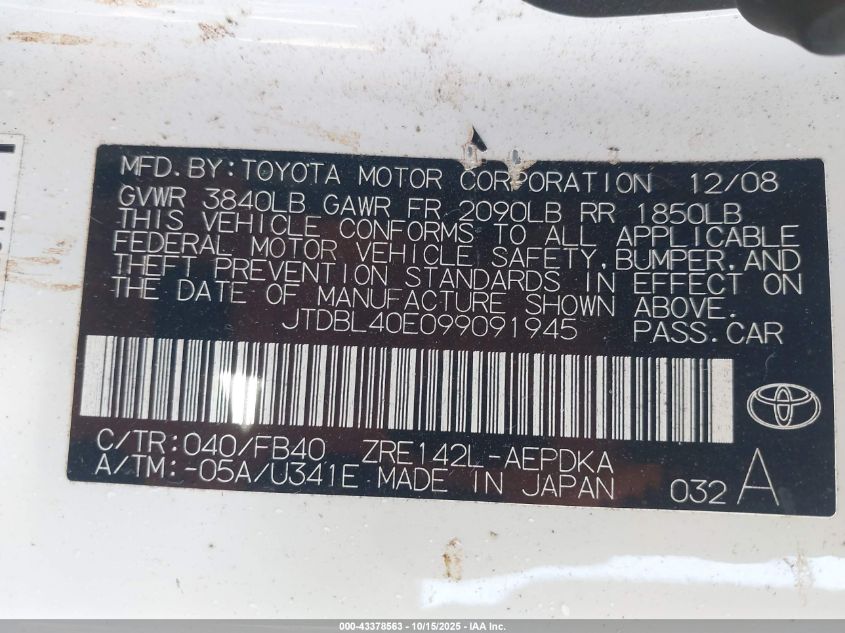 MFD.BY:TOYOTA MOTOR CORPORATION 12/08
GVWR 3840LB GAWR FR 2090LB RR 1850LB
THIS VEHICLE CONFORMS TO ALL APPLICABLE
FEDERAL MOTOR VEHICLE SAFETY,BUMPER,AND
THEFT PREVENTION STANDARDS IN EFFECT ON
THE DATE OF MANUFACTURE SHOWN ABOVE.
JTDBL40E099091945 PASS.CAR
C/TR:040/FB40 ZRE142L-AEPDKA
A/TM:-05A/U341E MADE IN JAPAN 032 A
000-43378563 - 10/15/2025 - IAA Inc.